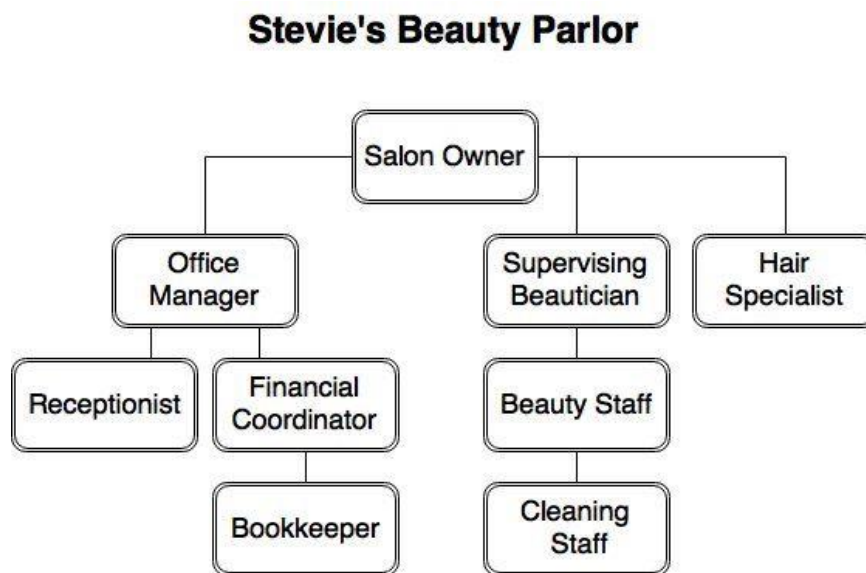 Stevie's Beauty Parlor
Salon Owner
Office
Manager
Supervising
Beautician
Hair
Specialist
Receptionist
Financial
Coordinator
Beauty Staff
Bookkeeper
Cleaning
Staff